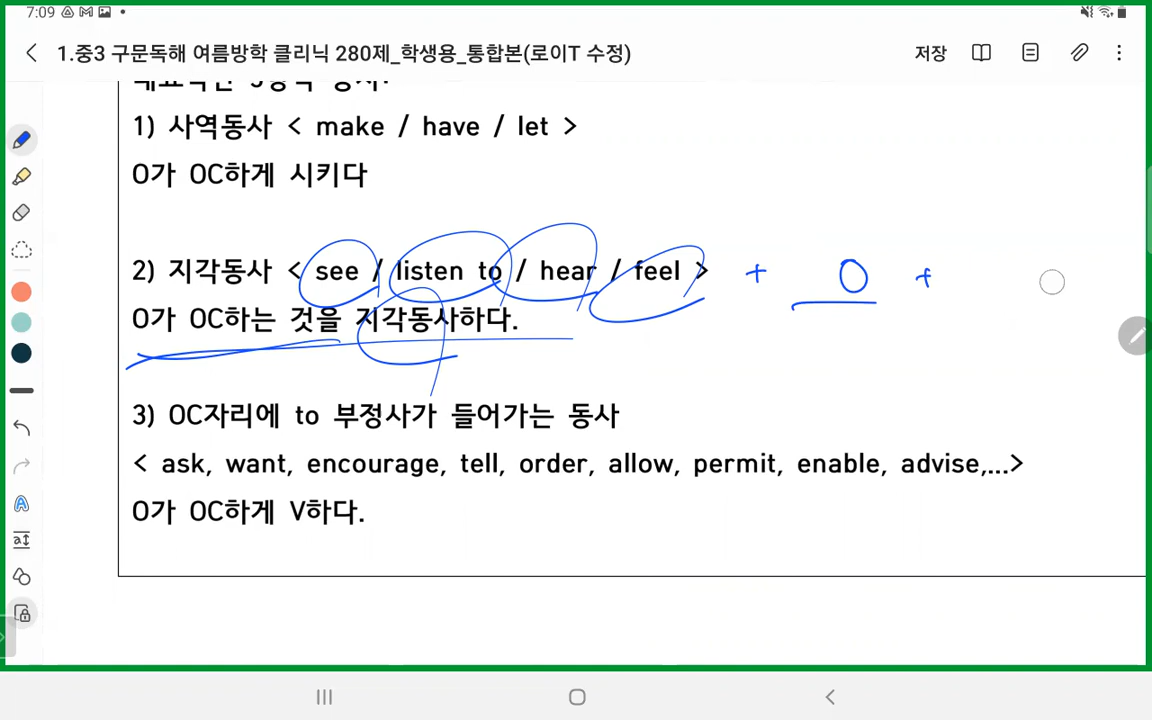 7:09
1.중3 구문독해 여름방학 클리닉 280제_학생용_통합본(로이T 수정) 저장
1) 사역동사 < make / have / let >
O가 OC하게 시키다
2) 지각동사 < see / listen to / hear / feel > + O +
O가 OC하는 것을 지각동사하다.
3) OC자리에 to 부정사가 들어가는 동사
< ask, want, encourage, tell, order, allow, permit, enable, advise,...>
O가 OC하게 V하다.